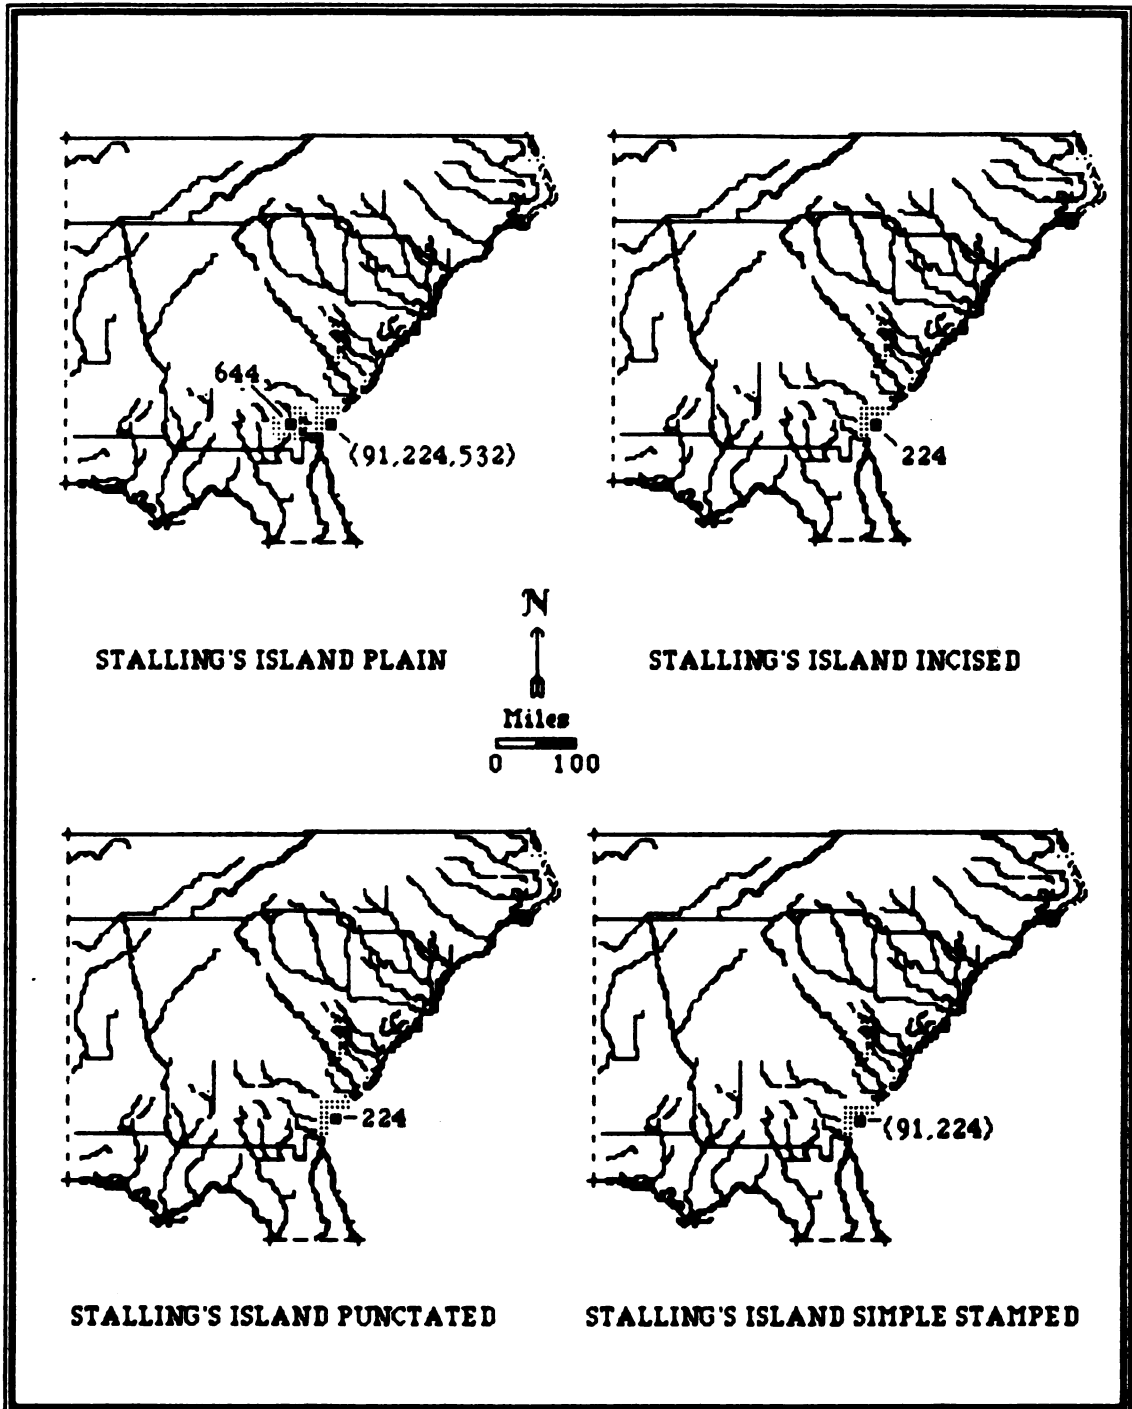 644
(91,224,532)
224
STALLING'S ISLAND PLAIN
STALLING'S ISLAND INCISED
N
Miles
0 100
224
(91,224)
STALLING'S ISLAND PUNCTATED
STALLING'S ISLAND SIMPLE STAMPED